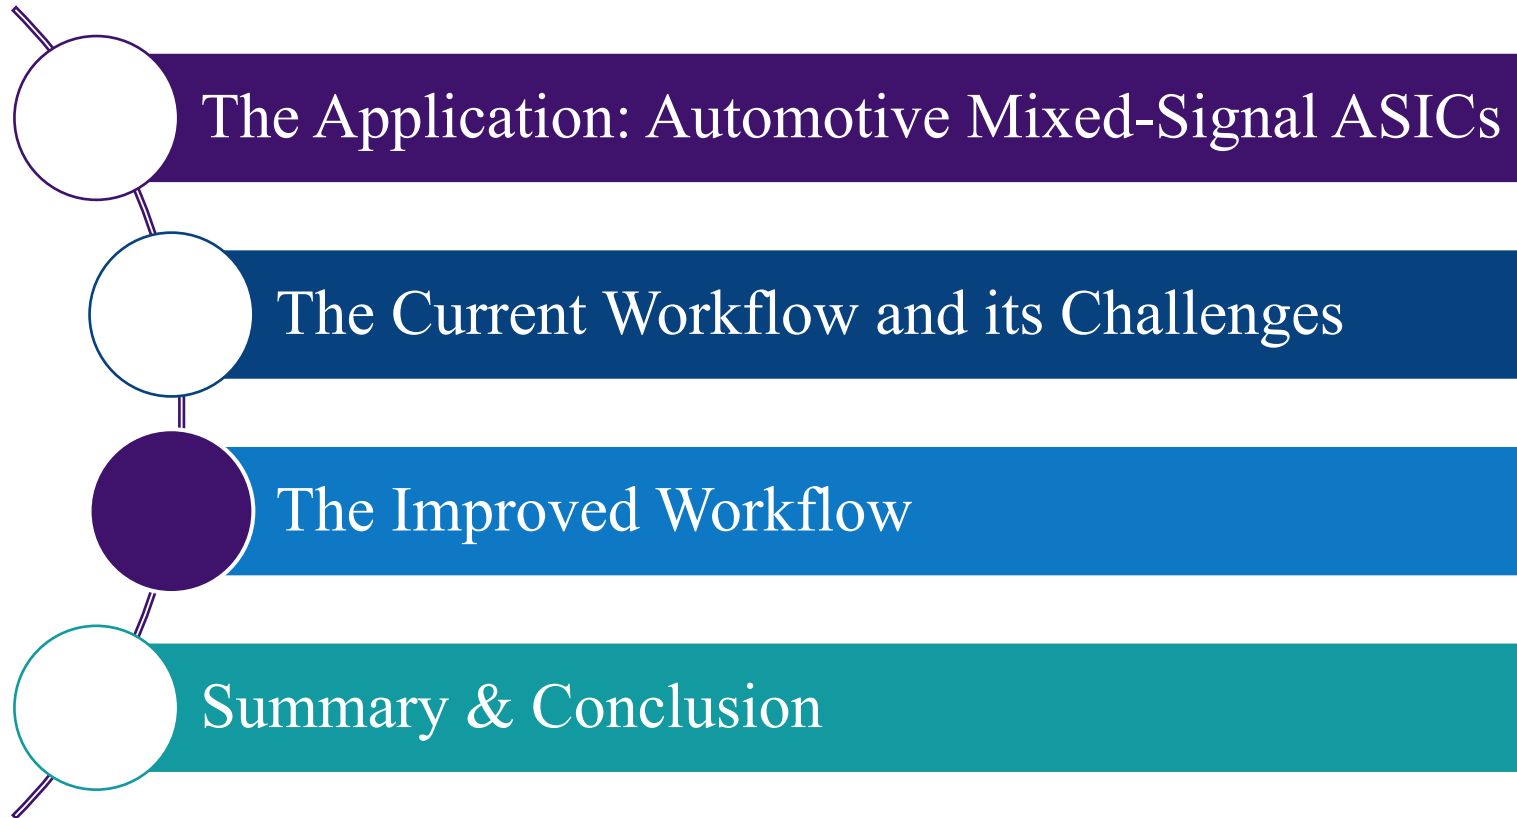 The Application: Automotive Mixed-Signal ASICs
The Current Workflow and its Challenges
The Improved Workflow
Summary & Conclusion